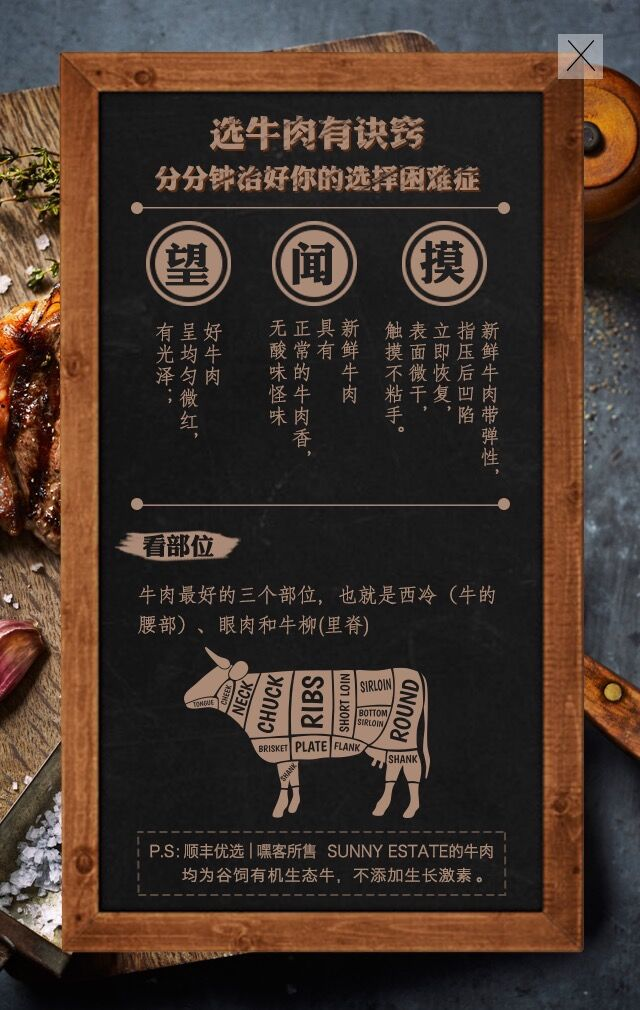 选牛肉有诀窍
分分钟治好你的选择困难症
望
好牛肉
呈均匀微红，
有光泽；
闻
新鲜牛肉
具有
正常的牛肉香，
无酸味怪味
摸
新鲜牛肉带弹性，
指压后凹陷
立即恢复，
表面微干，
触摸不粘手。
看部位
牛肉最好的三个部位，也就是西冷（牛的
腰部）、眼肉和牛柳(里脊)
TONGUE
CHEEK
NECK
CHUCK
RIBS
SHORT LOIN
SIRLOIN
BOTTOM
SIRLOIN
ROUND
BRISKET
PLATE
FLANK
SHANK
SHANK
P.S: 顺丰优选 | 嘿客所售 SUNNY ESTATE的牛肉
均为谷饲有机生态牛，不添加生长激素。